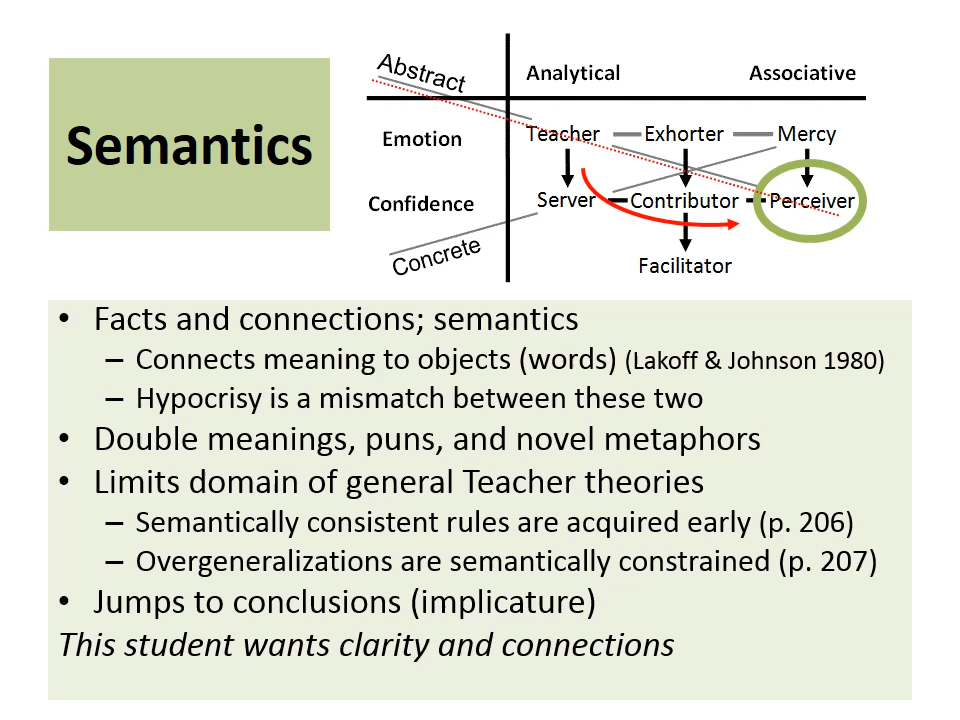 Semantics
Abstract
Analytical
Associative
Emotion
Teacher
Exhorter
Mercy
Confidence
Server
Contributor
Perceiver
Concrete
Facilitator
• Facts and connections; semantics
– Connects meaning to objects (words) (Lakoff & Johnson 1980)
– Hypocrisy is a mismatch between these two
• Double meanings, puns, and novel metaphors
• Limits domain of general Teacher theories
– Semantically consistent rules are acquired early (p. 206)
– Overgeneralizations are semantically constrained (p. 207)
• Jumps to conclusions (implicature)
This student wants clarity and connections